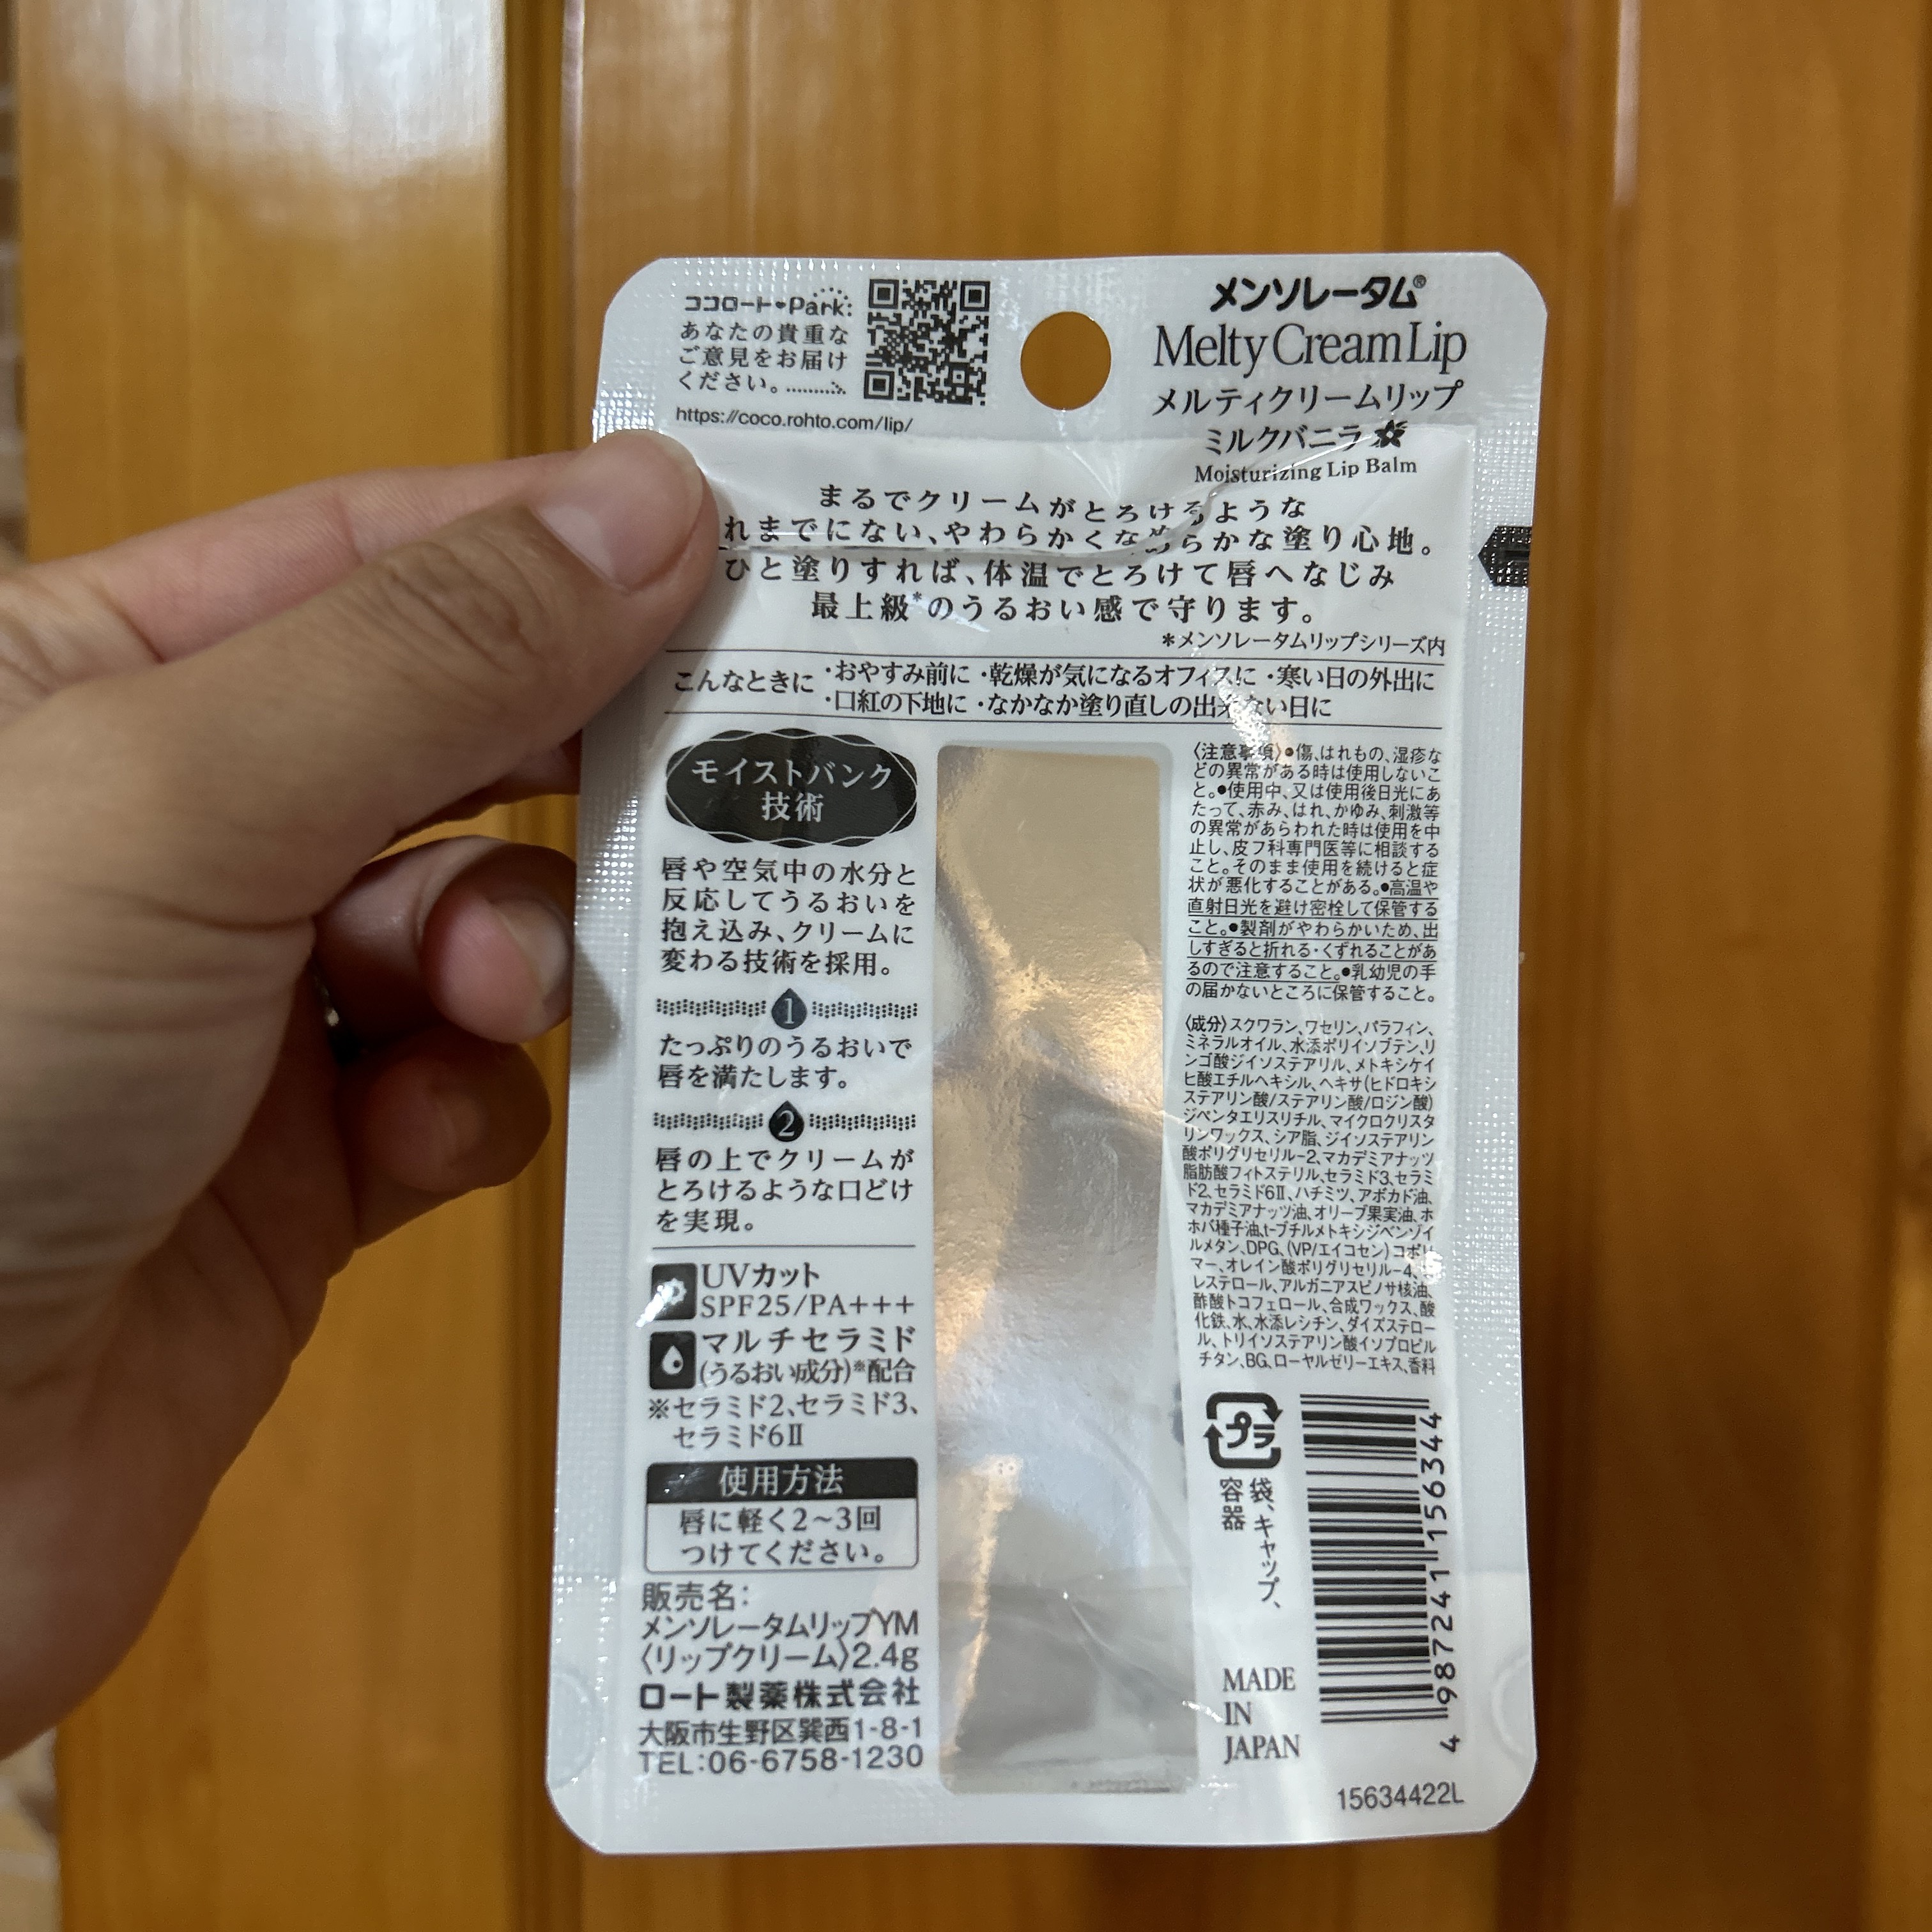 ココロート♥Park:
あなたの貴重な
ご意見をお届け
ください。
https://coco.rohto.com/lip/
メンソレータム®
Melty Cream Lip
メルティクリームリップ
ミルクバニラ
Moisturizing Lip Balm
まるでクリームがとろけるような
れまでにない、やわらかくなめらかな塗り心地。
ひと塗りすれば、体温でとろけて唇へなじみ
最上級*のうるおい感で守ります。
*メンソレータムリップシリーズ内
こんなときに ・おやすみ前に ・乾燥が気になるオフィスに ・寒い日の外出に
・口紅の下地に ・なかなか塗り直しの出来ない日に
モイストバンク
技術
唇や空気中の水分と
反応してうるおいを
抱え込み、クリームに
変わる技術を採用。
1
たっぷりのうるおいで
唇を満たします。
2
唇の上でクリームが
とろけるような口どけ
を実現。
UVカット
SPF25/PA+++
マルチセラミド
(うるおい成分)※配合
※セラミド2、セラミド3、
セラミド6Ⅱ
使用方法
唇に軽く2~3回
つけてください。
販売名:
メンソレータムリップYM
〈リップクリーム〉2.4g
ロート製薬株式会社
大阪市生野区巽西1-8-1
TEL:06-6758-1230
〈注意事項〉●傷、はれもの、湿疹な
どの異常がある時は使用しないこ
と。●使用中、又は使用後日光にあ
たって、赤み、はれ、かゆみ、刺激等
の異常があらわれた時は使用を中
止し、皮フ科専門医等に相談する
こと。そのまま使用を続けると症
状が悪化することがある。●高温や
直射日光を避け密栓して保管する
こと。●製剤がやわらかいため、出
しすぎると折れる・くずれることがあ
るので注意すること。●乳幼児の手
の届かないところに保管すること。
〈成分〉スクワラン、ワセリン、パラフィン、
ミネラルオイル、水添ポリイソブテン、リ
ンゴ酸ジイソステアリル、メトキシケイ
ヒ酸エチルヘキシル、ヘキサ(ヒドロキシ
ステアリン酸/ステアリン酸/ロジン酸)
ジペンタエリスリチル、マイクロクリスタ
リンワックス、シア脂、ジイソステアリン
酸ポリグリセリル-2、マカデミアナッツ
脂肪酸フィトステリル、セラミド3、セラミ
ド2、セラミド6Ⅱ、ハチミツ、アボカド油、
マカデミアナッツ油、オリーブ果実油、ホ
ホバ種子油、t-ブチルメトキシジベンゾイ
ルメタン、DPG、(VP/エイコセン)コポリ
マー、オレイン酸ポリグリセリル-4、
レステロール、アルガニアスピノサ核油、
酢酸トコフェロール、合成ワックス、酸
化鉄、水、水添レシチン、ダイズステロー
ル、トリイソステアリン酸イソプロピル
チタン、BG、ローヤルゼリーエキス、香料
プラ
袋、キャップ、
容器
MADE
IN
JAPAN
4 987241 156344
15634422L